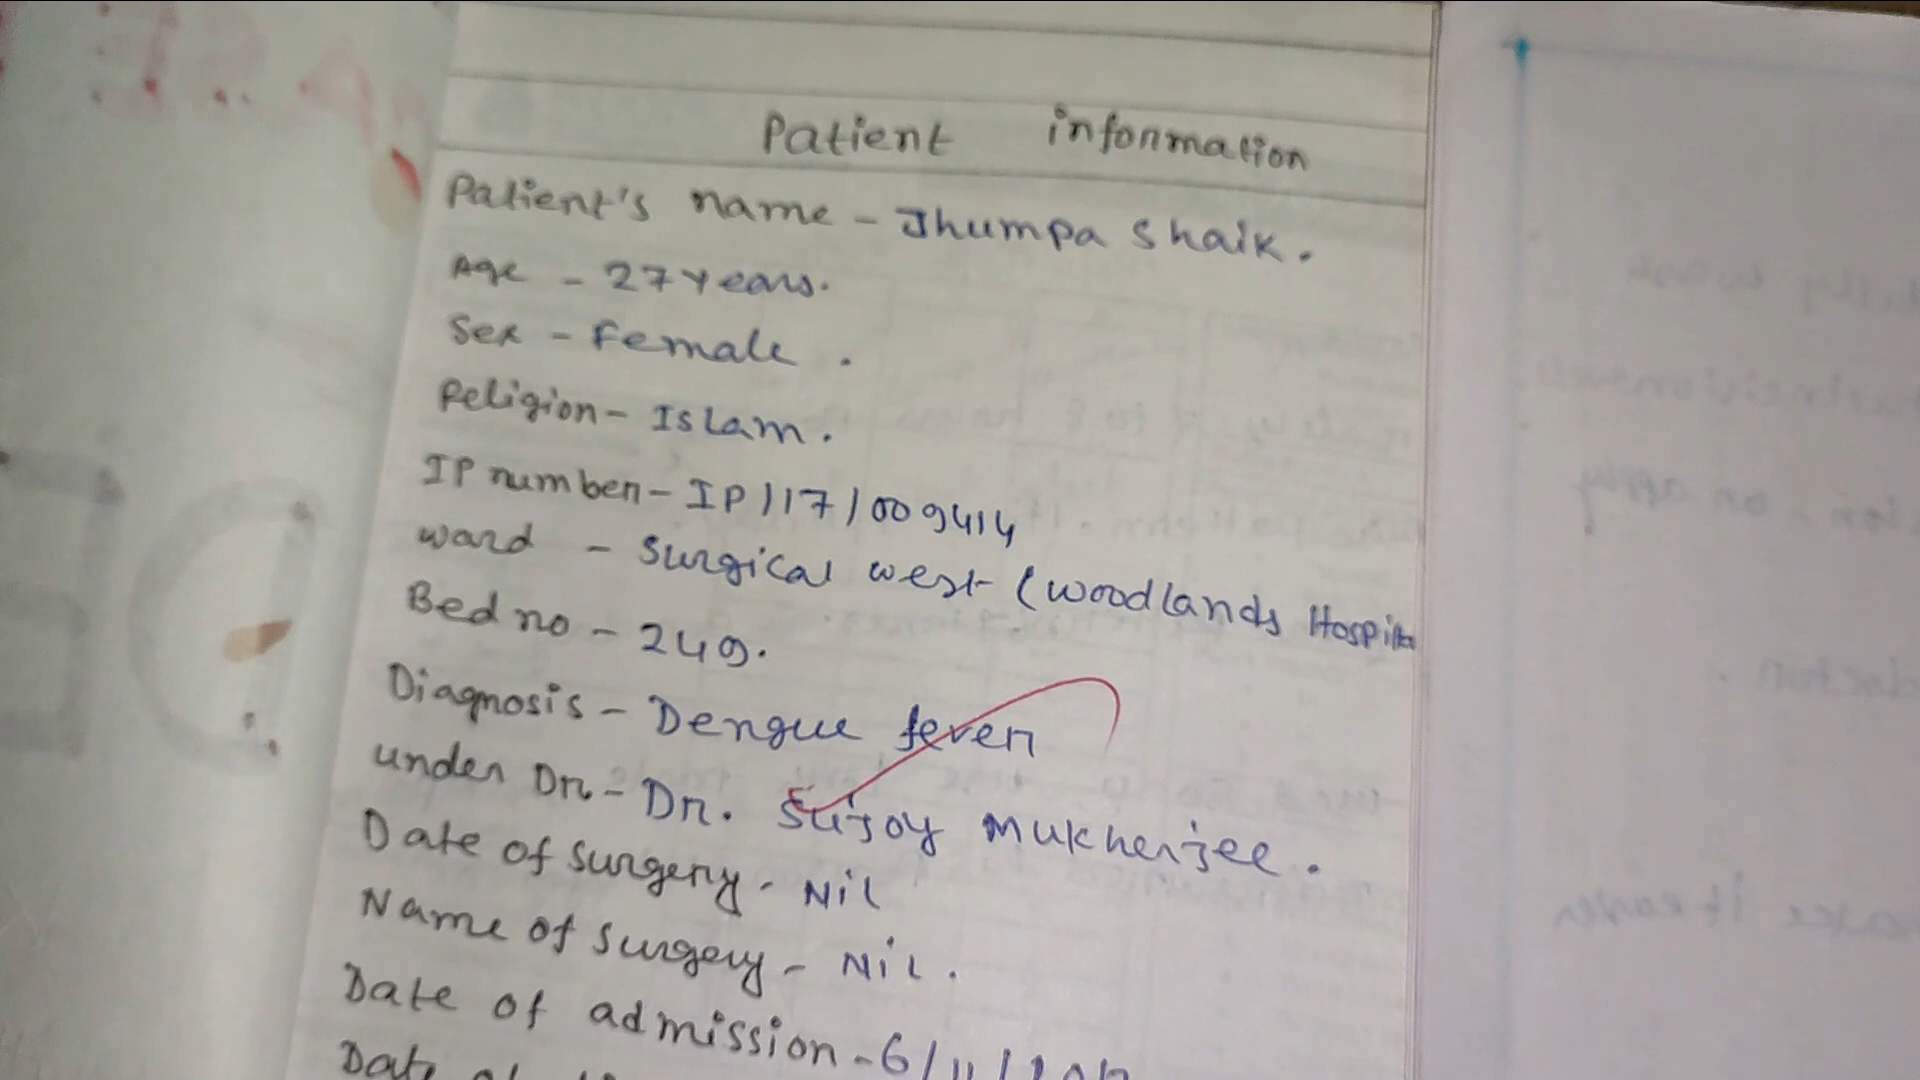 Patient information
Patient's name - Jhumpa Shaik.
Age - 27 Years.
Sex - Female.
Religion - Islam.
IP number - IP/17/009414
ward - Surgical west (Woodlands
Bed no - 249.
Diagnosis - Dengue fever
under Dr. - Dr. Sujoy Mukherjee.
Date of surgery - Nil
Name of surgery - Nil.
Date of admission - 6/11/
Date